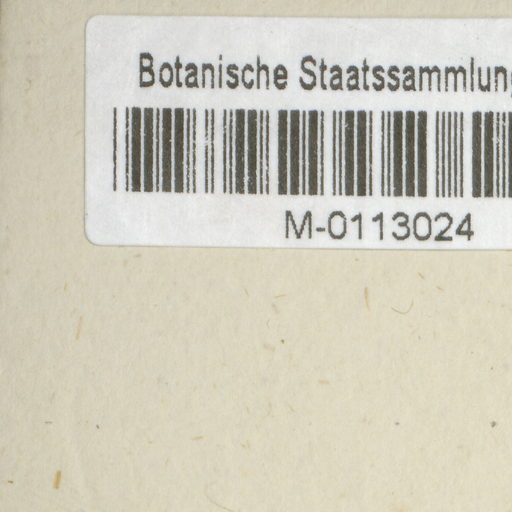 Botanische Staatssammlung
M-0113024